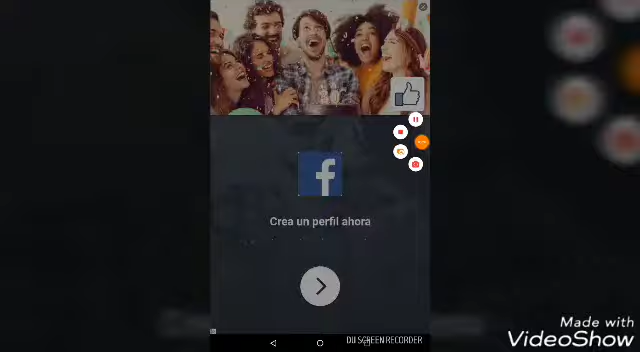 f
Crea un perfil ahora
DU SCREEN RECORDER
Made with
VideoShow